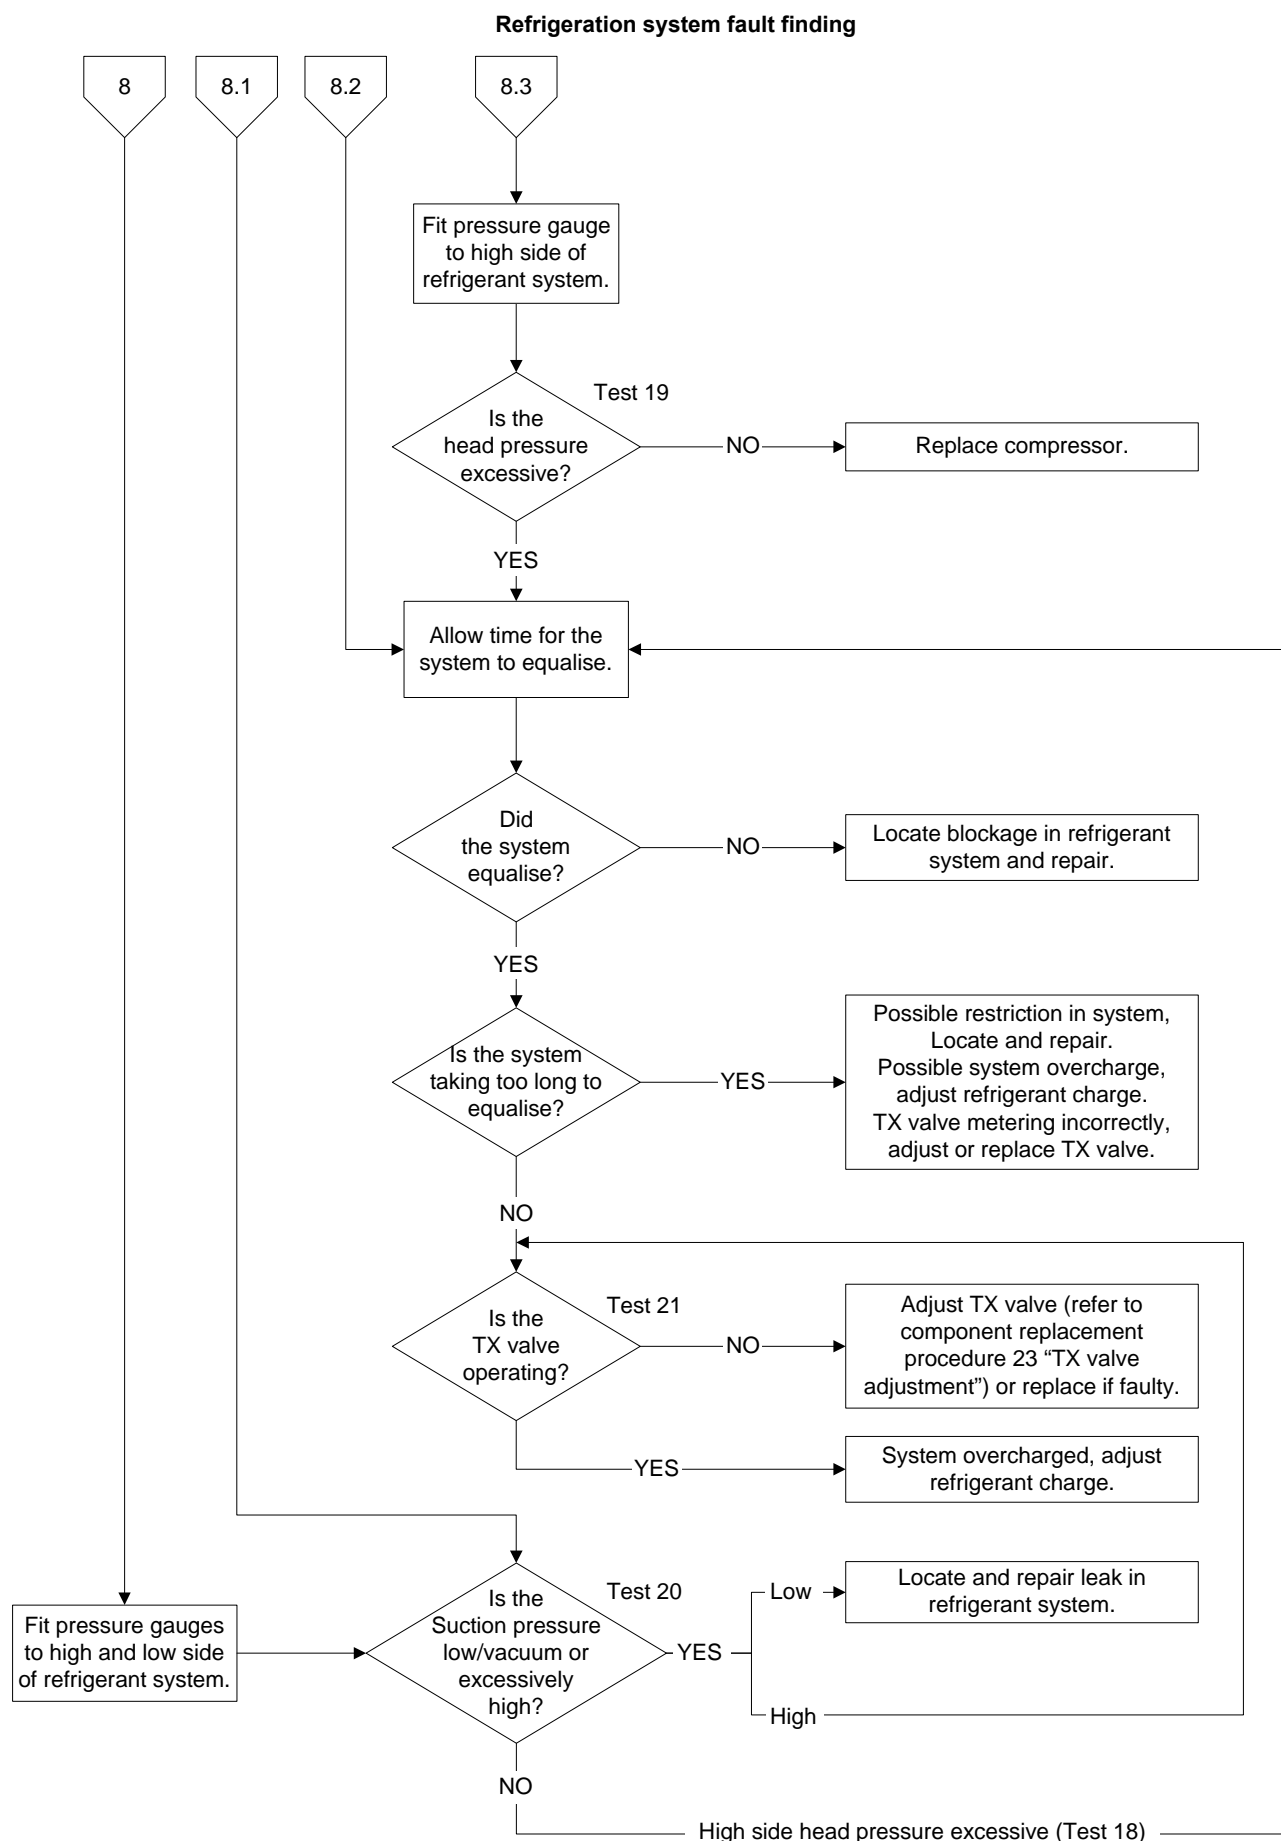 Refrigeration system fault finding
8
8.1
8.2
8.3
Fit pressure gauge
to high side of
refrigerant system.
Test 19
Is the
head pressure
excessive?
NO
Replace compressor.
YES
Allow time for the
system to equalise.
Did
the system
equalise?
NO
Locate blockage in refrigerant
system and repair.
YES
Is the system
taking too long to
equalise?
YES
Possible restriction in system,
Locate and repair.
Possible system overcharge,
adjust refrigerant charge.
TX valve metering incorrectly,
adjust or replace TX valve.
NO
Test 21
Is the
TX valve
operating?
NO
Adjust TX valve (refer to
component replacement
procedure 23 “TX valve
adjustment”) or replace if faulty.
YES
System overcharged, adjust
refrigerant charge.
Fit pressure gauges
to high and low side
of refrigerant system.
Test 20
Is the
Suction pressure
low/vacuum or
excessively
high?
YES
Low
Locate and repair leak in
refrigerant system.
High
NO
High side head pressure excessive (Test 18)